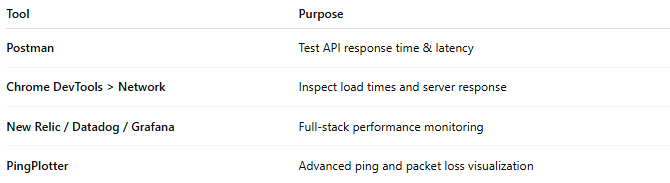 Tool Purpose
Postman Test API response time & latency
Chrome DevTools > Network Inspect load times and server response
New Relic / Datadog / Grafana Full-stack performance monitoring
PingPlotter Advanced ping and packet loss visualization